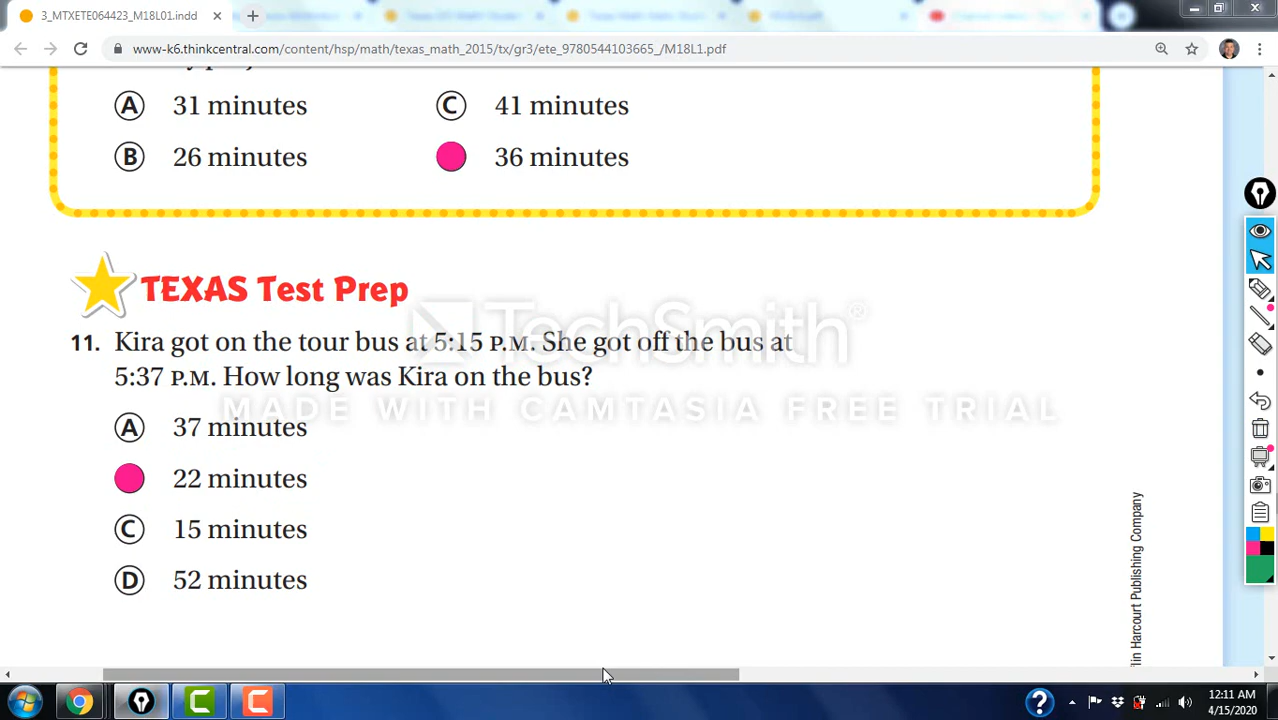 3_MTXETE064423_M18L01.indd
www-k6.thinkcentral.com/content/hsp/math/texas_math_2015/tx/gr3/ete_9780544103665_/M18L1.pdf
A 31 minutes C 41 minutes
B 26 minutes 36 minutes
TEXAS Test Prep
11. Kira got on the tour bus at 5:15 P.M. She got off the bus at
5:37 P.M. How long was Kira on the bus?
A 37 minutes
22 minutes
C 15 minutes
D 52 minutes
TechSmith®
MADE WITH CAMTASIA FREE TRIAL
Harcourt Publishing Company
12:11 AM
4/15/2020